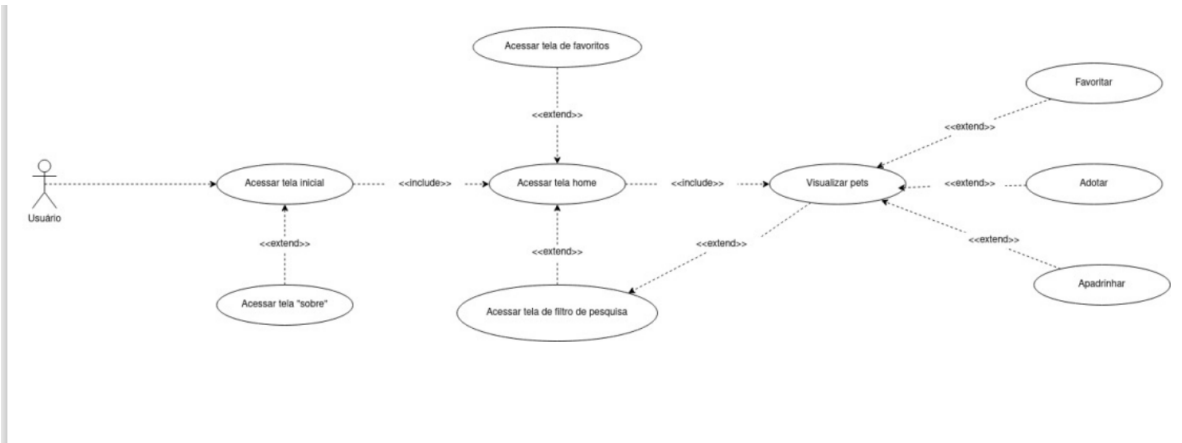 Acessar tela de favoritos
Favoritar
<<extend>>
<<extend>>
Usuário
Acessar tela inicial
<<include>>
Acessar tela home
<<include>>
Visualizar pets
<<extend>>
Adotar
<<extend>>
<<extend>>
<<extend>>
<<extend>>
Acessar tela "sobre"
Acessar tela de filtro de pesquisa
Apadrinhar